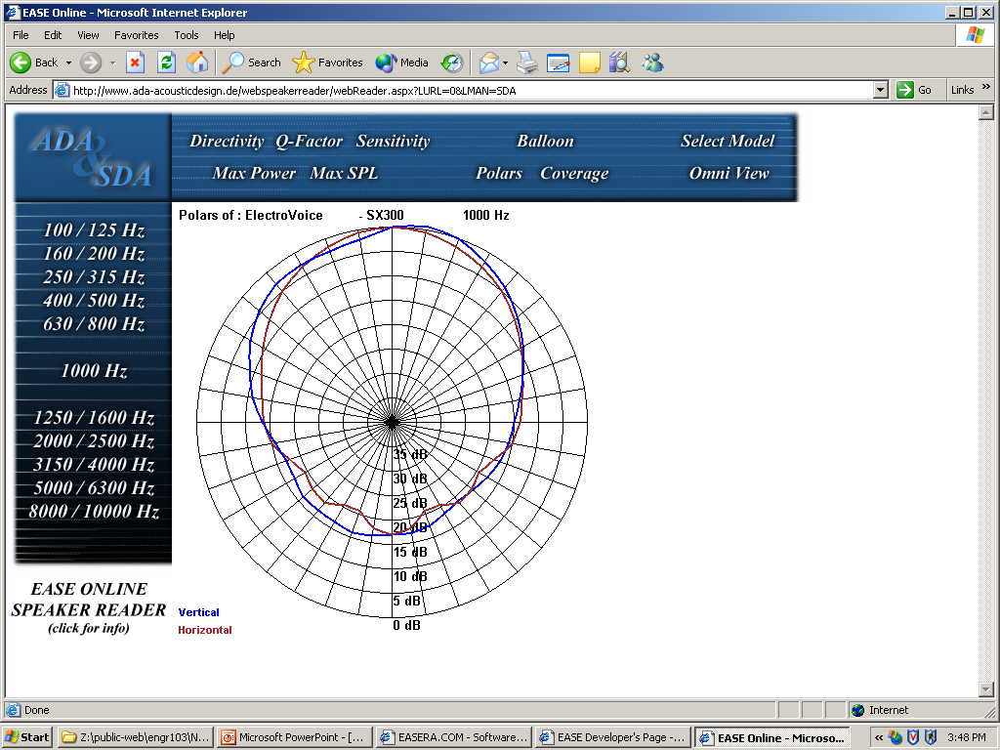 EASE Online - Microsoft Internet Explorer
File Edit View Favorites Tools Help
Back Search Favorites Media
Address http://www.ada-acousticdesign.de/webspeakerreader/webReader.aspx?LURL=0&LMAN=SDA Go Links »
ADA & SDA
Directivity Q-Factor Sensitivity Balloon Select Model
Max Power Max SPL Polars Coverage Omni View
Polars of : ElectroVoice - SX300 1000 Hz
100 / 125 Hz
160 / 200 Hz
250 / 315 Hz
400 / 500 Hz
630 / 800 Hz
1000 Hz
1250 / 1600 Hz
2000 / 2500 Hz
3150 / 4000 Hz
5000 / 6300 Hz
8000 / 10000 Hz
35 dB
30 dB
25 dB
20 dB
15 dB
10 dB
5 dB
0 dB
EASE ONLINE
SPEAKER READER
(click for info)
Vertical
Horizontal
Done Internet
Start Z:\public-web\engr103\N... Microsoft PowerPoint - [... EASERA.COM - Software... EASE Developer's Page -... EASE Online - Microso... « 3:48 PM